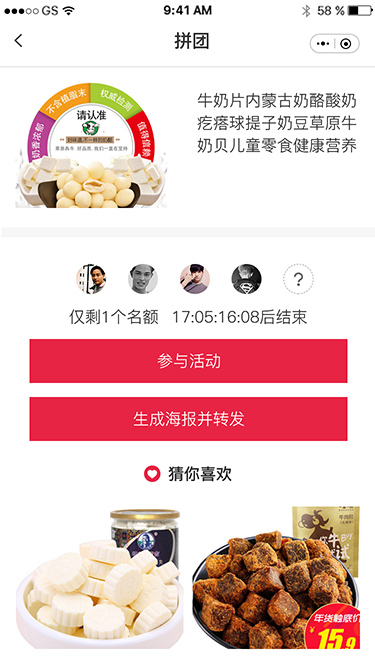 GS 9:41 AM 58 %
拼团
奶香浓郁
不含植脂末
权威检测
值得信赖
请认准
牛奶片内蒙古奶酪酸奶
疙瘩球提子奶豆草原牛
奶贝儿童零食健康营养
?
仅剩1个名额 17:05:16:08后结束
参与活动
生成海报并转发
猜你喜欢
年货触底价
15.9